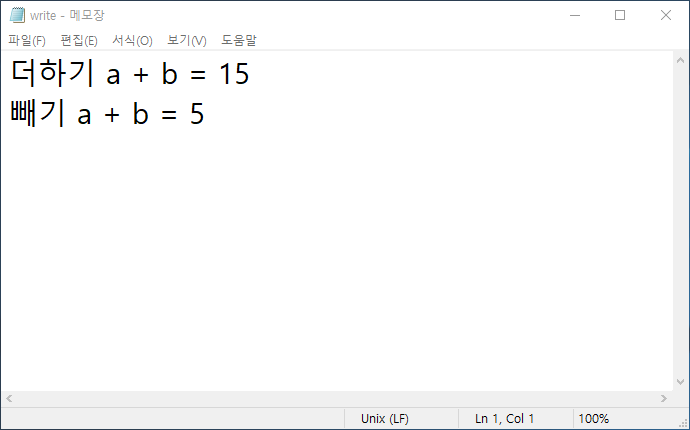 write - 메모장
파일(F) 편집(E) 서식(O) 보기(V) 도움말
더하기 a + b = 15
빼기 a + b = 5
Unix (LF) Ln 1, Col 1 100%